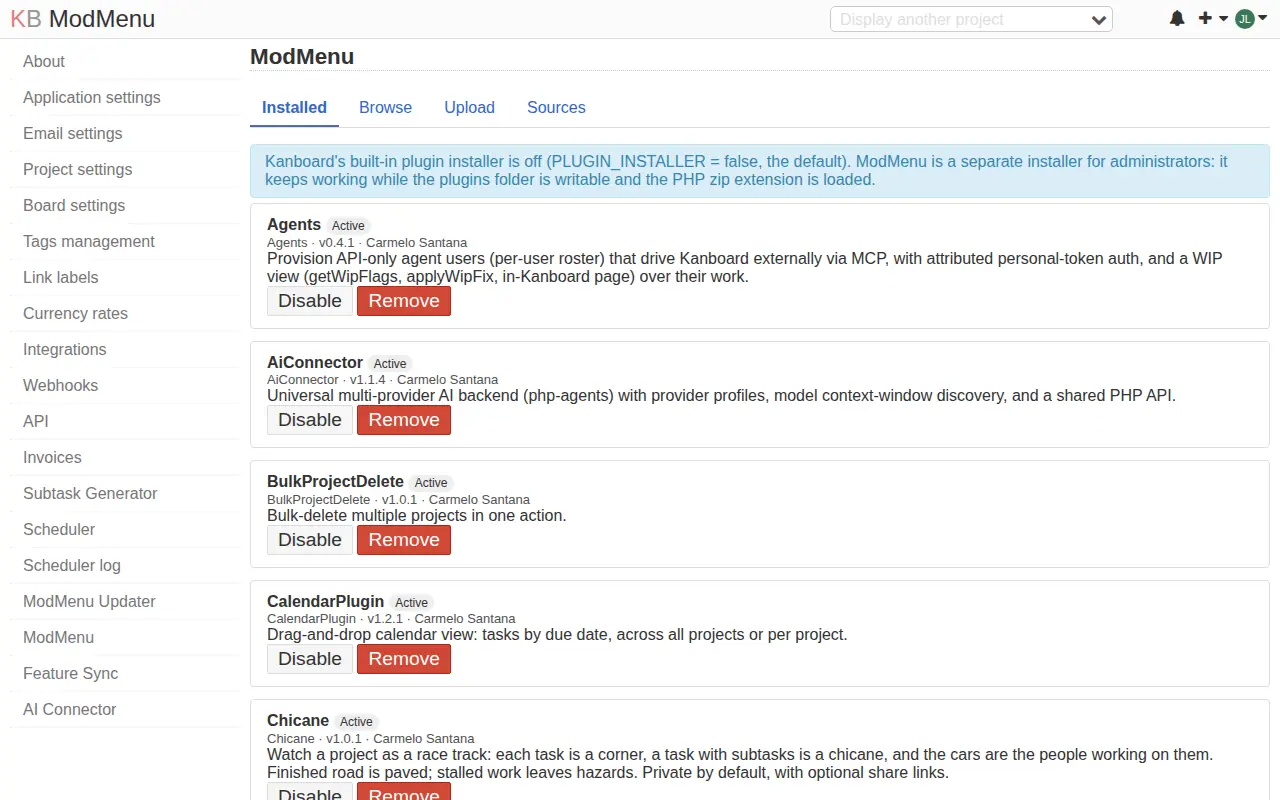 KB ModMenu
Display another project
JL
About
Application settings
Email settings
Project settings
Board settings
Tags management
Link labels
Currency rates
Integrations
Webhooks
API
Invoices
Subtask Generator
Scheduler
Scheduler log
ModMenu Updater
ModMenu
Feature Sync
AI Connector
ModMenu
Installed Browse Upload Sources
Kanboard's built-in plugin installer is off (PLUGIN_INSTALLER = false, the default). ModMenu is a separate installer for administrators: it
keeps working while the plugins folder is writable and the PHP zip extension is loaded.
Agents Active
Agents · v0.4.1 · Carmelo Santana
Provision API-only agent users (per-user roster) that drive Kanboard externally via MCP, with attributed personal-token auth, and a WIP
view (getWipFlags, applyWipFix, in-Kanboard page) over their work.
Disable Remove
AiConnector Active
AiConnector · v1.1.4 · Carmelo Santana
Universal multi-provider AI backend (php-agents) with provider profiles, model context-window discovery, and a shared PHP API.
Disable Remove
BulkProjectDelete Active
BulkProjectDelete · v1.0.1 · Carmelo Santana
Bulk-delete multiple projects in one action.
Disable Remove
CalendarPlugin Active
CalendarPlugin · v1.2.1 · Carmelo Santana
Drag-and-drop calendar view: tasks by due date, across all projects or per project.
Disable Remove
Chicane Active
Chicane · v1.0.1 · Carmelo Santana
Watch a project as a race track: each task is a corner, a task with subtasks is a chicane, and the cars are the people working on them.
Finished road is paved; stalled work leaves hazards. Private by default, with optional share links.
Disable Remove